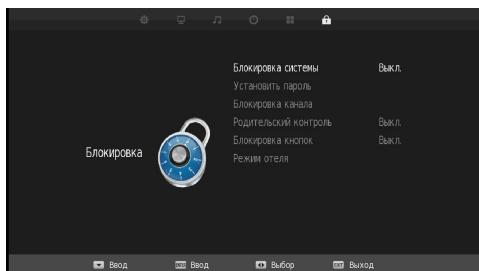 Блокировка системы Выкл.
Установить пароль
Блокировка канала
Родительский контроль Выкл.
Блокировка кнопок Выкл.
Режим отеля
Блокировка
Ввод Ввод Выбор Выход